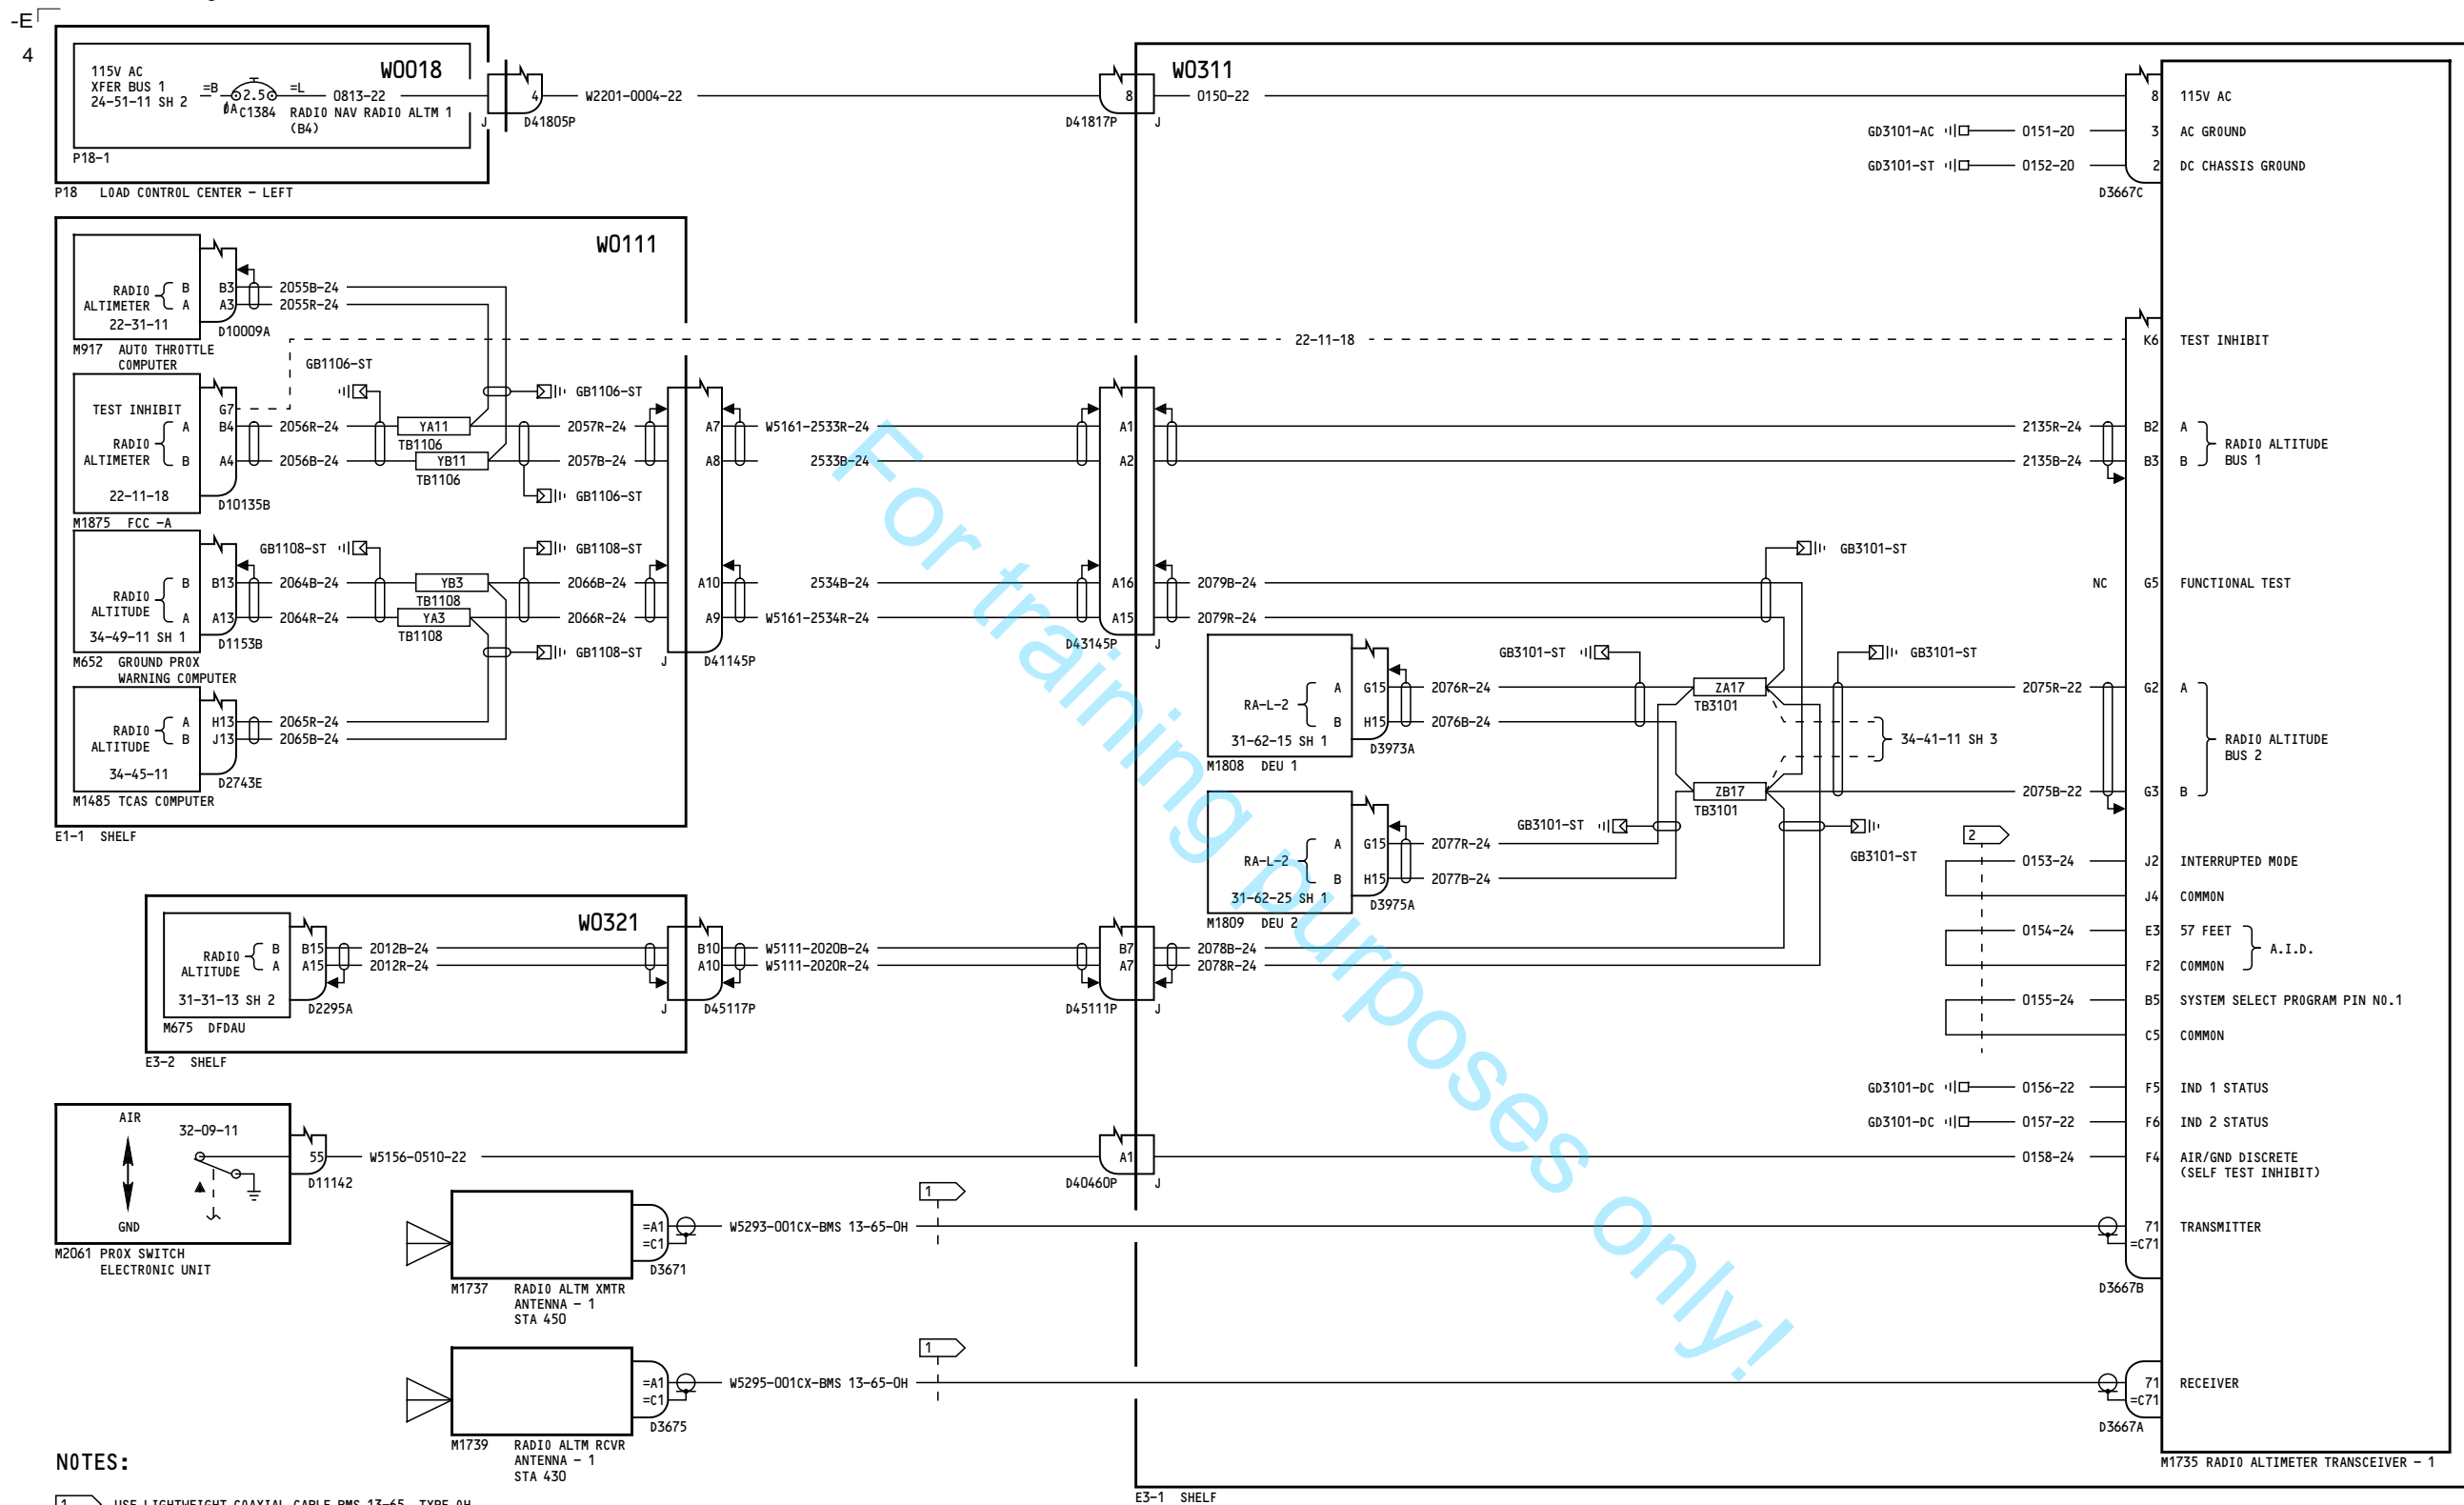 -E
4
115V AC
XFER BUS 1
24-51-11 SH 2
=B
2.5
=L
0813-22
C1384
RADIO NAV RADIO ALTM 1
(B4)
W0018
J
4
D41805P
W2201-0004-22
8
D41817P
J
W0311
0150-22
P18-1
P18 LOAD CONTROL CENTER - LEFT
8 115V AC
GD3101-AC 0151-20 3 AC GROUND
GD3101-ST 0152-20 2 DC CHASSIS GROUND
D3667C
W0111
RADIO ALTIMETER
B B3 2055B-24
A A3 2055R-24
22-31-11
D10009A
M917 AUTO THROTTLE
COMPUTER
GB1106-ST
22-11-18
K6 TEST INHIBIT
GB1106-ST
TEST INHIBIT G7
RADIO ALTIMETER
A B4 2056R-24 YA11 2057R-24 A7 W5161-2533R-24 A1 2135R-24 B2 A
TB1106
B A4 2056B-24 YB11 2057B-24 A8 2533B-24 A2 2135B-24 B3 B
TB1106
RADIO ALTITUDE
BUS 1
22-11-18
GB1106-ST
D10135B
M1875 FCC -A
GB1108-ST
GB1108-ST
GB3101-ST
RADIO ALTITUDE
B B13 2064B-24 YB3 2066B-24 A10 2534B-24 A16 2079B-24
TB1108
NC G5 FUNCTIONAL TEST
A A13 2064R-24 YA3 2066R-24 A9 W5161-2534R-24 A15 2079R-24
TB1108
34-49-11 SH 1
D1153B
M652 GROUND PROX
WARNING COMPUTER
GB1108-ST
J
D41145P
D43145P
J
GB3101-ST
GB3101-ST
RA-L-2
A G15 2076R-24 ZA17 2075R-22 G2 A
TB3101
B H15 2076B-24
31-62-15 SH 1
D3973A
M1808 DEU 1
34-41-11 SH 3
RADIO ALTITUDE
BUS 2
RADIO ALTITUDE
A H13 2065R-24
B J13 2065B-24
34-45-11
D2743E
M1485 TCAS COMPUTER
E1-1 SHELF
ZB17 2075B-22 G3 B
TB3101
GB3101-ST
GB3101-ST
RA-L-2
A G15 2077R-24
B H15 2077B-24
31-62-25 SH 1
D3975A
M1809 DEU 2
2
0153-24 J2 INTERRUPTED MODE
J4 COMMON
0154-24 E3 57 FEET
F2 COMMON
A.I.D.
0155-24 B5 SYSTEM SELECT PROGRAM PIN NO.1
C5 COMMON
W0321
RADIO ALTITUDE
B B15 2012B-24 B10 W5111-2020B-24 B7 2078B-24
A A15 2012R-24 A10 W5111-2020R-24 A7 2078R-24
31-31-13 SH 2
D2295A
J
D45117P
D45111P
J
M675 DFDAU
E3-2 SHELF
GD3101-DC 0156-22 F5 IND 1 STATUS
GD3101-DC 0157-22 F6 IND 2 STATUS
AIR
32-09-11
55 W5156-0510-22 A1 0158-24 F4 AIR/GND DISCRETE
(SELF TEST INHIBIT)
D11142
D40460P
J
GND
M2061 PROX SWITCH
ELECTRONIC UNIT
1
=A1 W5293-001CX-BMS 13-65-0H 71 TRANSMITTER
=C1 =C71
D3671
D3667B
M1737 RADIO ALTM XMTR
ANTENNA - 1
STA 450
1
=A1 W5295-001CX-BMS 13-65-0H 71 RECEIVER
=C1 =C71
D3675
D3667A
M1739 RADIO ALTM RCVR
ANTENNA - 1
STA 430
M1735 RADIO ALTIMETER TRANSCEIVER - 1
E3-1 SHELF
NOTES:
1 USE LIGHTWEIGHT COAXIAL CABLE BMS 13-65, TYPE 0H
For training purposes only!